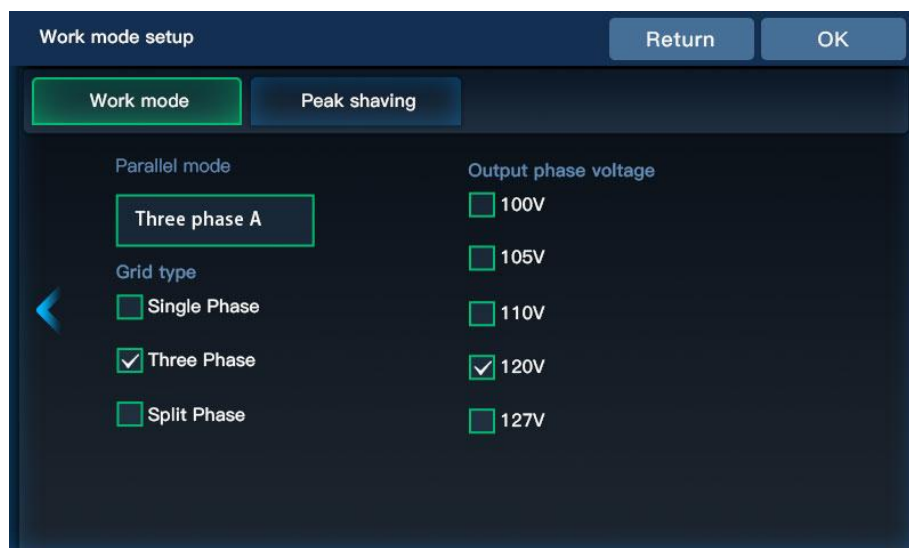 Work mode setup
Return
OK
Work mode
Peak shaving
Parallel mode
Three phase A
Grid type
Single Phase
Three Phase
Split Phase
Output phase voltage
100V
105V
110V
120V
127V